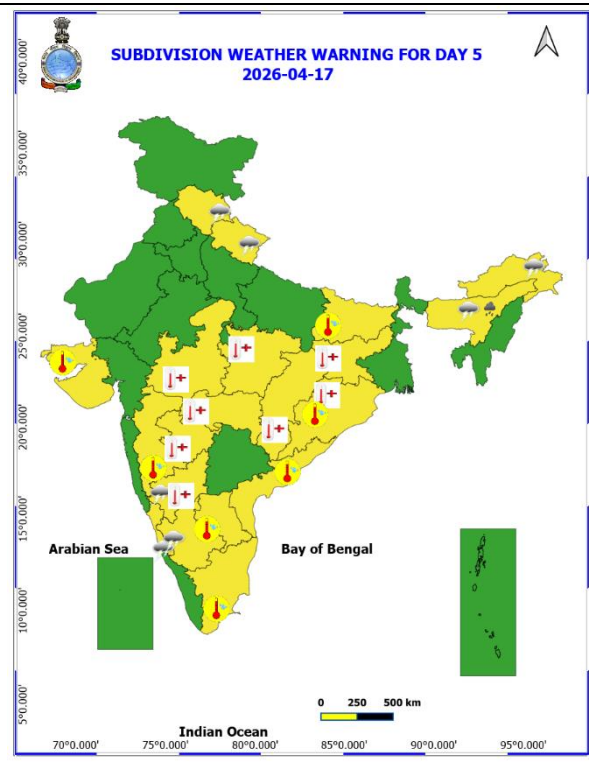 SUBDIVISION WEATHER WARNING FOR DAY 5
2026-04-17
40°0.000'
35°0.000'
30°0.000'
25°0.000'
20°0.000'
15°0.000'
10°0.000'
5°0.000'
Arabian Sea
Bay of Bengal
0 250 500 km
Indian Ocean
70°0.000' 75°0.000' 80°0.000' 85°0.000' 90°0.000' 95°0.000'